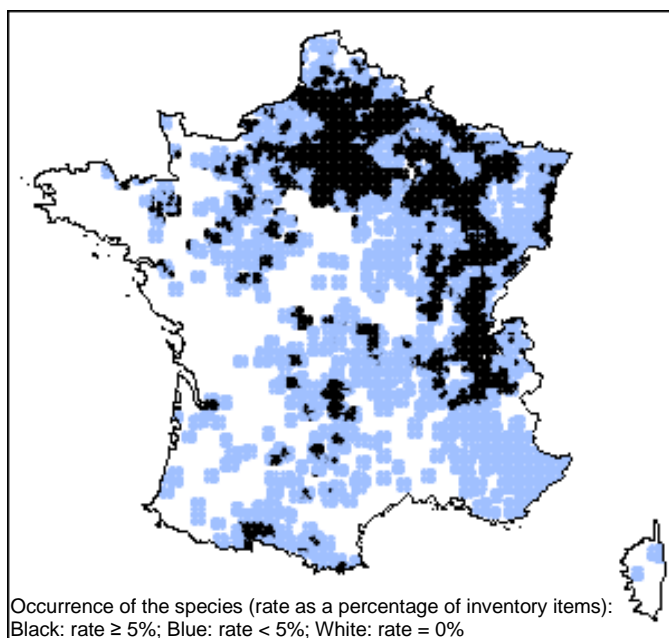 Occurrence of the species (rate as a percentage of inventory items):
Black: rate ≥ 5%; Blue: rate < 5%; White: rate = 0%